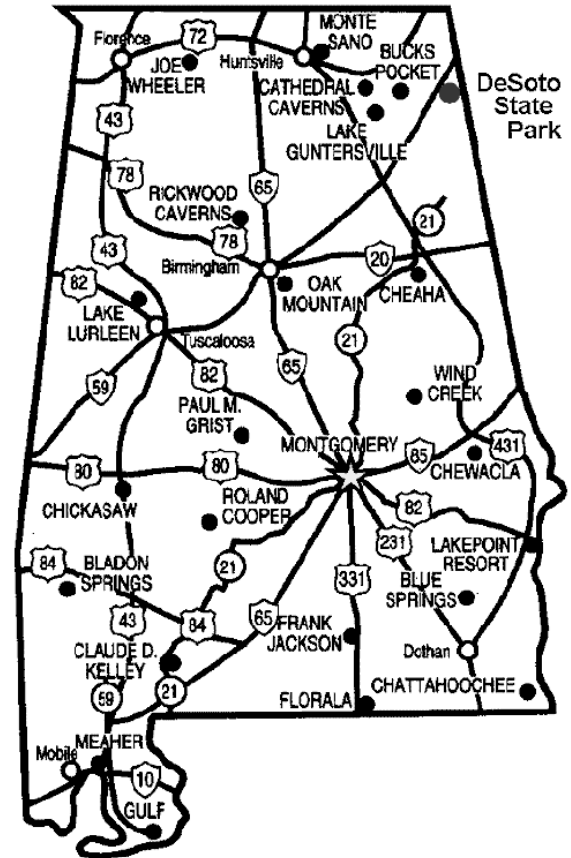 MONTE
SANO
Florence
72
Huntsville
BUCKS
POCKET
JOE
WHEELER
CATHEDRAL
CAVERNS
DeSoto
State
Park
LAKE
GUNTERSVILLE
43
78
65
RICKWOOD
CAVERNS
21
43
78
20
Birmingham
82
OAK
MOUNTAIN
CHEAHA
LAKE
LURLEEN
Tuscaloosa
21
59
82
65
WIND
CREEK
PAUL M.
GRIST
MONTGOMERY
431
80
80
85
CHEWACLA
CHICKASAW
ROLAND
COOPER
82
231
LAKEPOINT
RESORT
84
BLADON
SPRINGS
21
331
BLUE
SPRINGS
43
84
65
FRANK
JACKSON
CLAUDE D.
KELLEY
Dothan
59
21
FLORALA
CHATTAHOOCHEE
Mobile
MEAHER
10
GULF